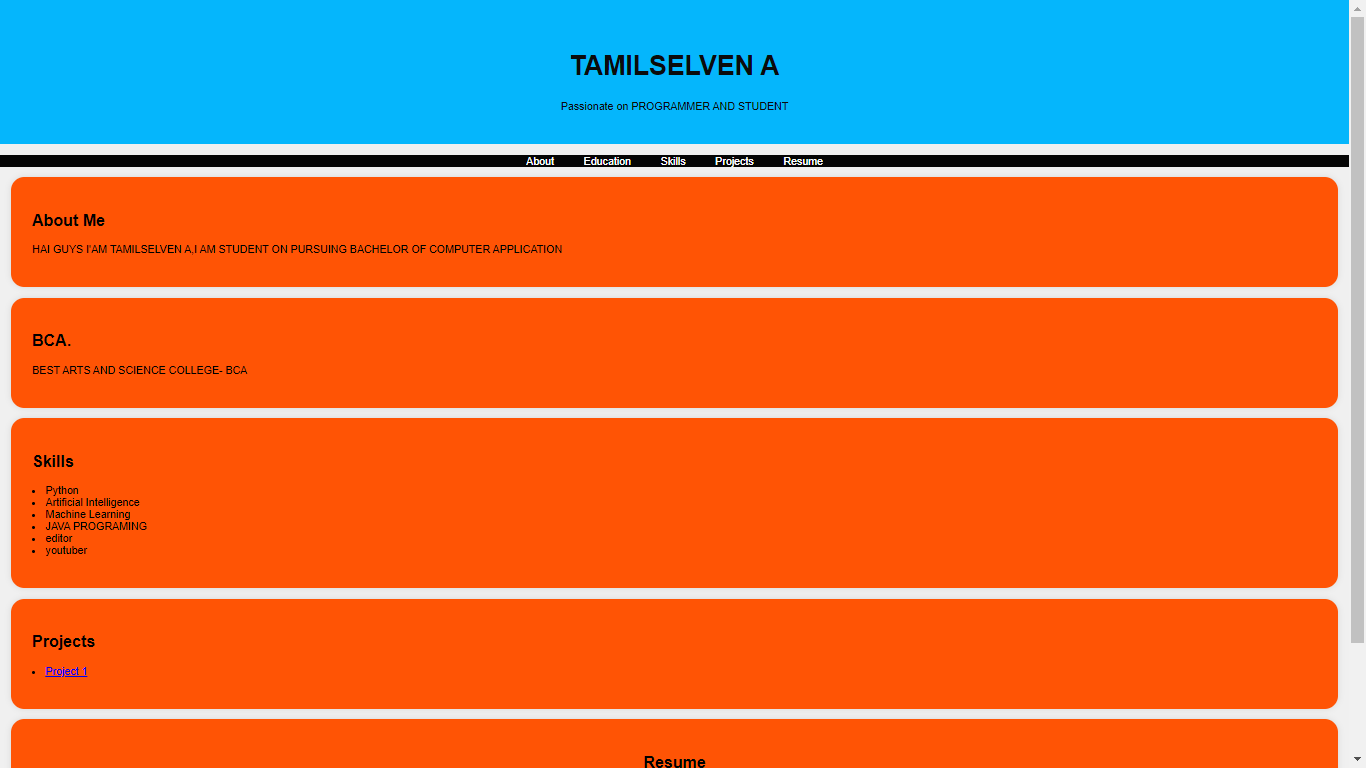 TAMILSELVEN A
Passionate on PROGRAMMER AND STUDENT
About Education Skills Projects Resume
About Me
HAI GUYS I'AM TAMILSELVEN A,I AM STUDENT ON PURSUING BACHELOR OF COMPUTER APPLICATION
BCA.
BEST ARTS AND SCIENCE COLLEGE- BCA
Skills
Python
Artificial Intelligence
Machine Learning
JAVA PROGRAMING
editor
youtuber
Projects
Project 1
Resume